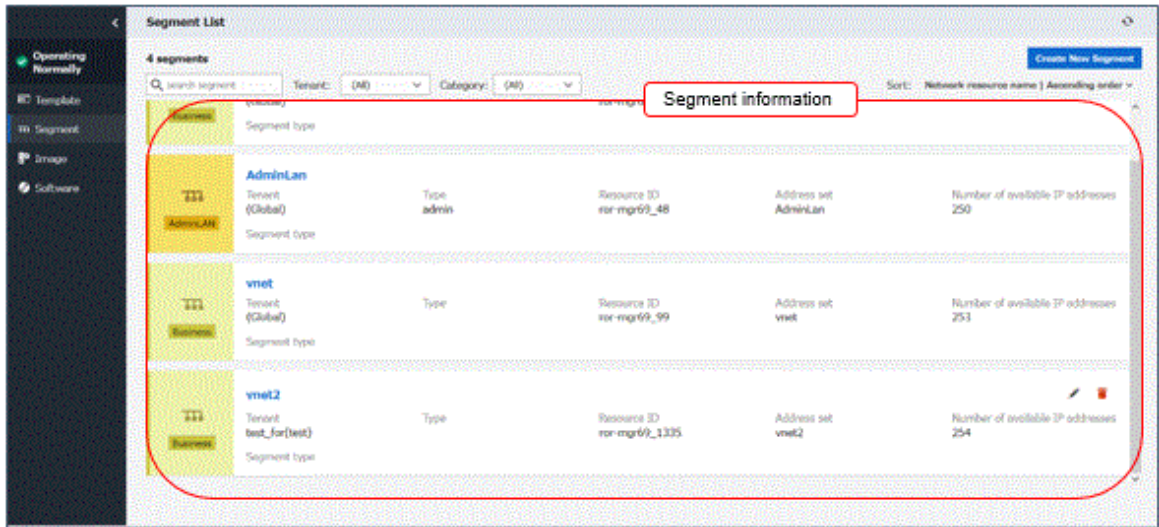 Segment List
Operating
Normally
Template
Segment
Image
Software
4 segments
Create New Segment
search segment
Tenant: (All)
Category: (All)
Sort: Network resource name | Ascending order
Segment information
Business
Segment type
AdminLan
AdminLAN
Tenant
(Global)
Type
admin
Resource ID
ror-mgr69_48
Address set
AdminLan
Number of available IP addresses
250
Segment type
vnet
Business
Tenant
(Global)
Type
Resource ID
ror-mgr69_99
Address set
vnet
Number of available IP addresses
253
Segment type
vnet2
Business
Tenant
test_for(test)
Type
Resource ID
ror-mgr69_1335
Address set
vnet2
Number of available IP addresses
254
Segment type